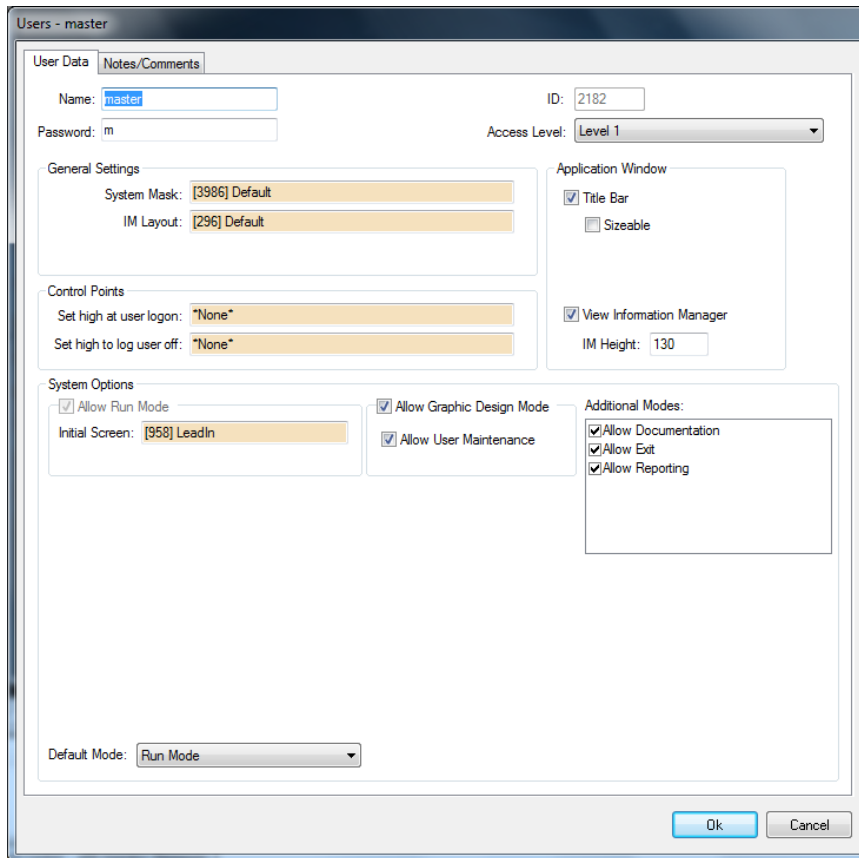 Users - master
User Data Notes/Comments
Name: master ID: 2182
Password: m Access Level: Level 1
General Settings Application Window
System Mask: [3986] Default Title Bar
IM Layout: [296] Default Sizeable
Control Points
Set high at user logon: *None* View Information Manager
Set high to log user off: *None* IM Height: 130
System Options
Allow Run Mode Allow Graphic Design Mode Additional Modes:
Initial Screen: [958] LeadIn Allow User Maintenance Allow Documentation
Allow Exit
Allow Reporting
Default Mode: Run Mode
Ok Cancel